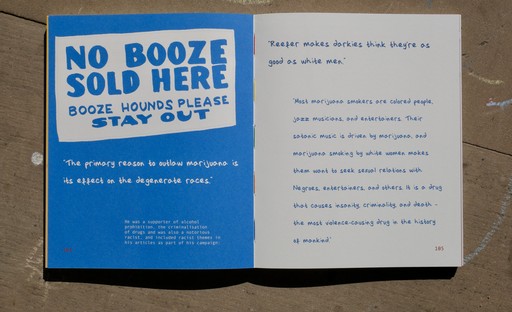 NO BOOZE
SOLD HERE
BOOZE HOUNDS PLEASE
STAY OUT
"The primary reason to outlaw marijuana is
its effect on the degenerate races."
He was a supporter of alcohol
prohibition, the criminalisation
of drugs and was also a notorious
racist, and included racist themes in
his articles as part of his campaign.
"Reefer makes darkies think they're as
good as white men."
"Most marijuana smokers are colored people,
jazz musicians, and entertainers. Their
satanic music is driven by marijuana, and
marijuana smoking by white women makes
them want to seek sexual relations with
Negroes, entertainers, and others. It is a drug
that causes insanity, criminality, and death -
the most violence-causing drug in the history
of mankind"
105